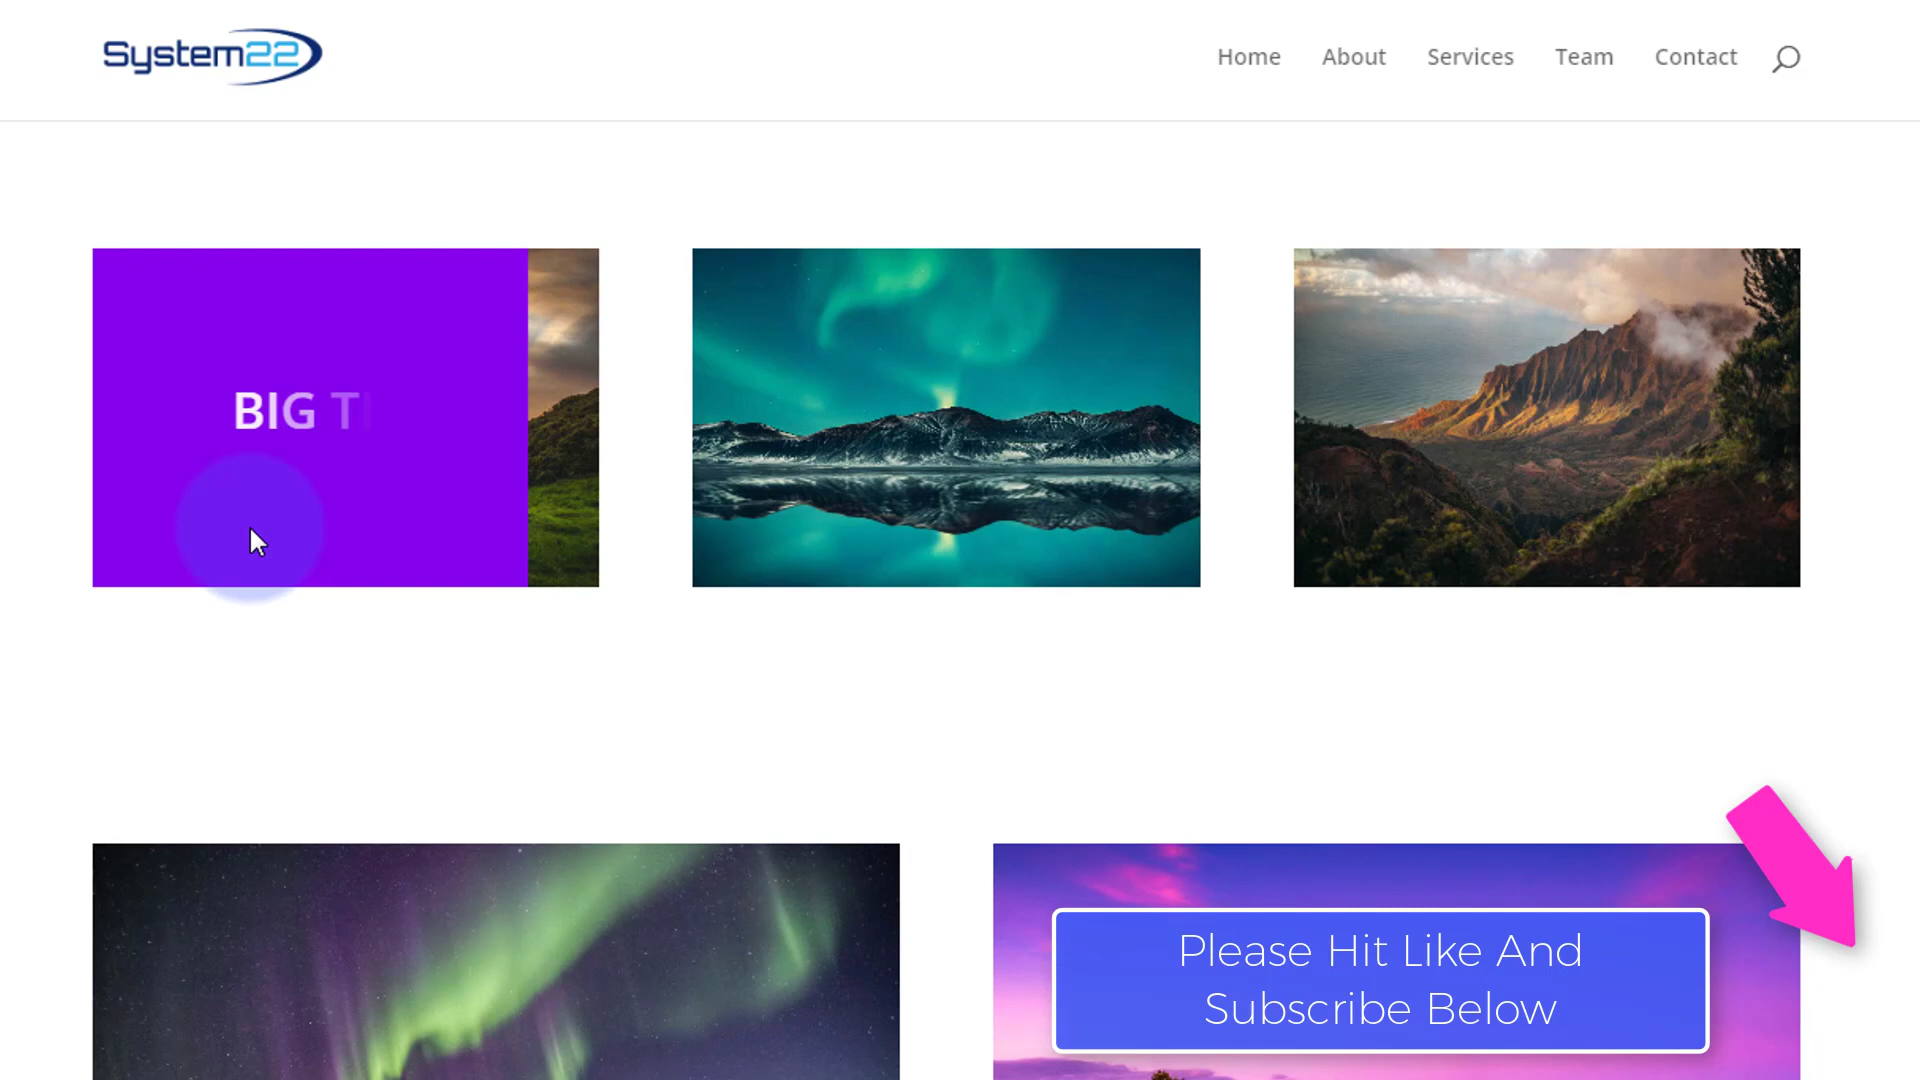 System22
Home About Services Team Contact
BIG T
Please Hit Like And
Subscribe Below